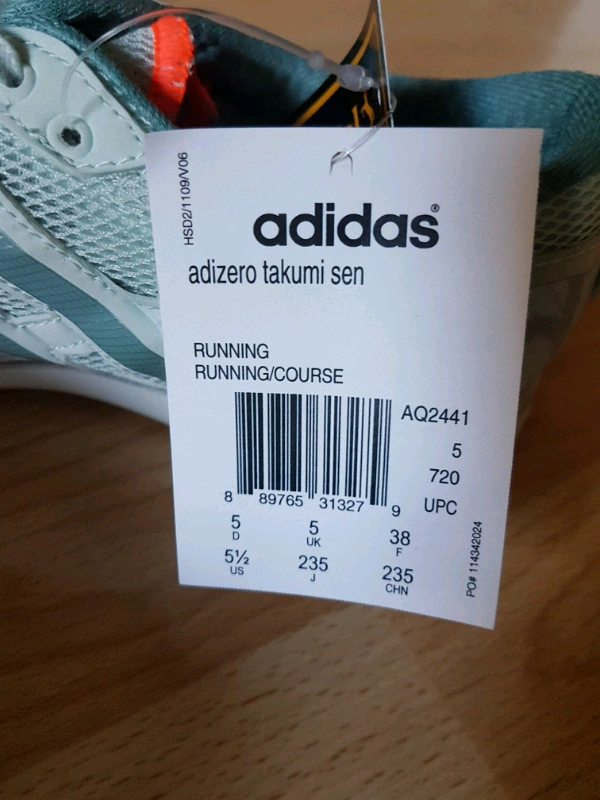 HSD2/1109/V06
adidas®
adizero takumi sen
RUNNING
RUNNING/COURSE
AQ2441
5
720
UPC
8 89765 31327 9
5 5 38
D UK F
5½ 235 235
US J CHN
PO# 114342024